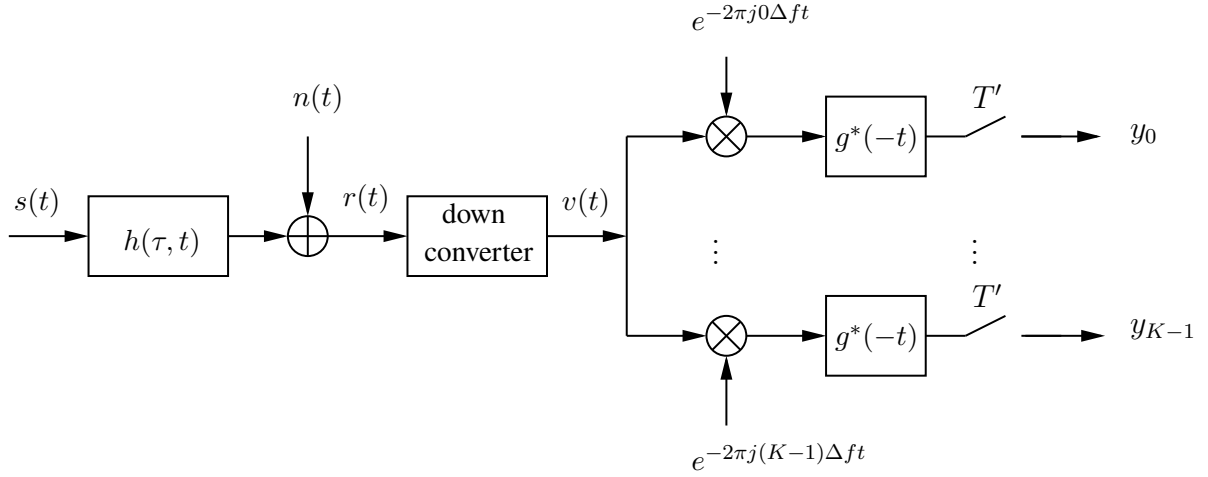 e^{-2πj0Δft}
n(t)
T′
g*(−t)
y_0
s(t)
h(τ, t)
r(t)
down
converter
v(t)
⋮
⋮
T′
g*(−t)
y_{K−1}
e^{-2πj(K−1)Δft}